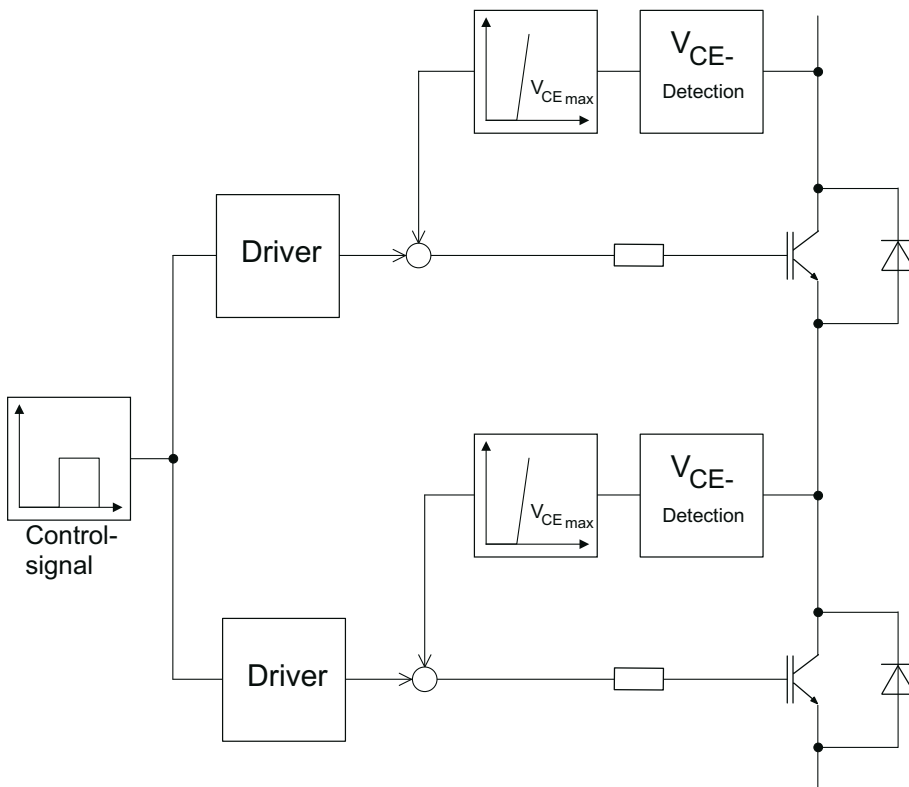 V_CE-
Detection
V_CE max
Driver
Control-
signal
V_CE-
Detection
V_CE max
Driver